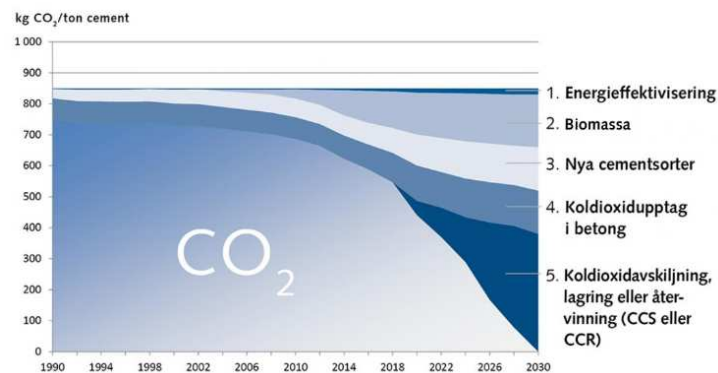 kg CO₂/ton cement
1 000
900
800
700
600
500
400
300
200
100
0
CO₂
1990
1994
1998
2002
2006
2010
2014
2018
2022
2026
2030
1. Energieffektivisering
2. Biomassa
3. Nya cementsorter
4. Koldioxidupptag
i betong
5. Koldioxidavskiljning,
lagring eller åter-
vinning (CCS eller
CCR)